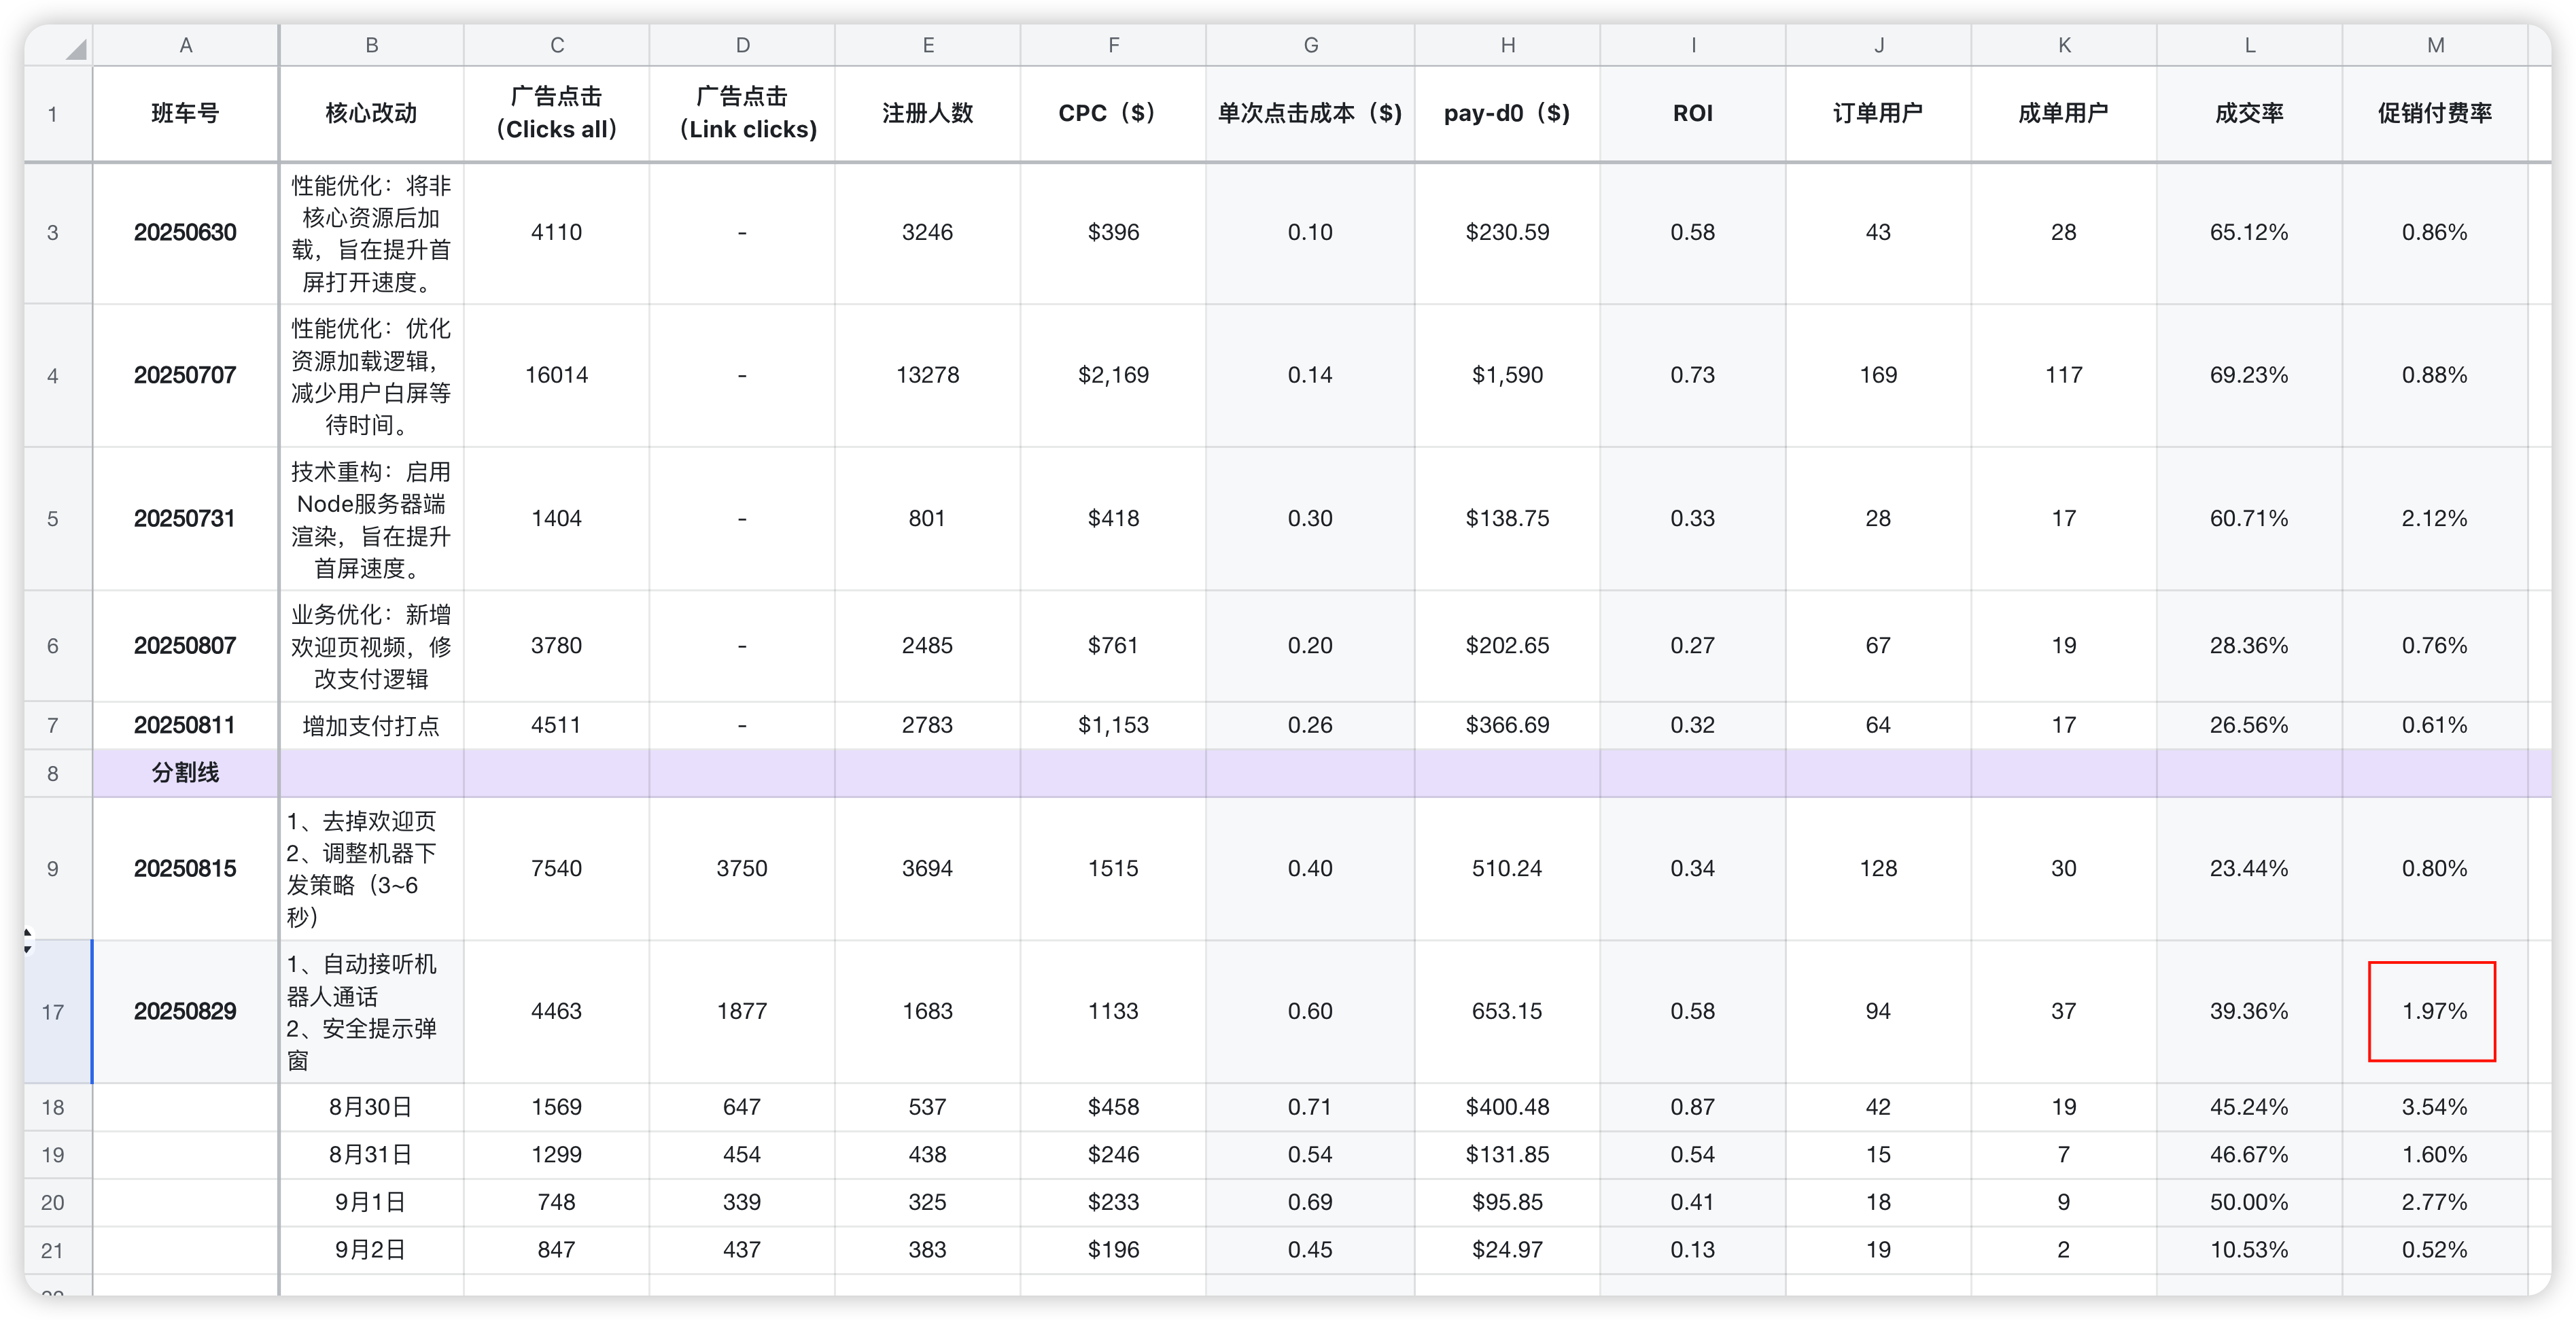 A B C D E F G H I J K L M
1 班车号 核心改动 广告点击 (Clicks all) 广告点击 (Link clicks) 注册人数 CPC（$） 单次点击成本（$） pay-d0（$） ROI 订单用户 成单用户 成交率 促销付费率
3 20250630 性能优化：将非核心资源后加载，旨在提升首屏打开速度。 4110 - 3246 $396 0.10 $230.59 0.58 43 28 65.12% 0.86%
4 20250707 性能优化：优化资源加载逻辑，减少用户白屏等待时间。 16014 - 13278 $2,169 0.14 $1,590 0.73 169 117 69.23% 0.88%
5 20250731 技术重构：启用Node服务器端渲染，旨在提升首屏速度。 1404 - 801 $418 0.30 $138.75 0.33 28 17 60.71% 2.12%
6 20250807 业务优化：新增欢迎页视频，修改支付逻辑 3780 - 2485 $761 0.20 $202.65 0.27 67 19 28.36% 0.76%
7 20250811 增加支付打点 4511 - 2783 $1,153 0.26 $366.69 0.32 64 17 26.56% 0.61%
8 分割线
9 20250815 1、去掉欢迎页 2、调整机器下发策略（3~6秒） 7540 3750 3694 1515 0.40 510.24 0.34 128 30 23.44% 0.80%
17 20250829 1、自动接听机器人通话 2、安全提示弹窗 4463 1877 1683 1133 0.60 653.15 0.58 94 37 39.36% 1.97%
18 8月30日 1569 647 537 $458 0.71 $400.48 0.87 42 19 45.24% 3.54%
19 8月31日 1299 454 438 $246 0.54 $131.85 0.54 15 7 46.67% 1.60%
20 9月1日 748 339 325 $233 0.69 $95.85 0.41 18 9 50.00% 2.77%
21 9月2日 847 437 383 $196 0.45 $24.97 0.13 19 2 10.53% 0.52%